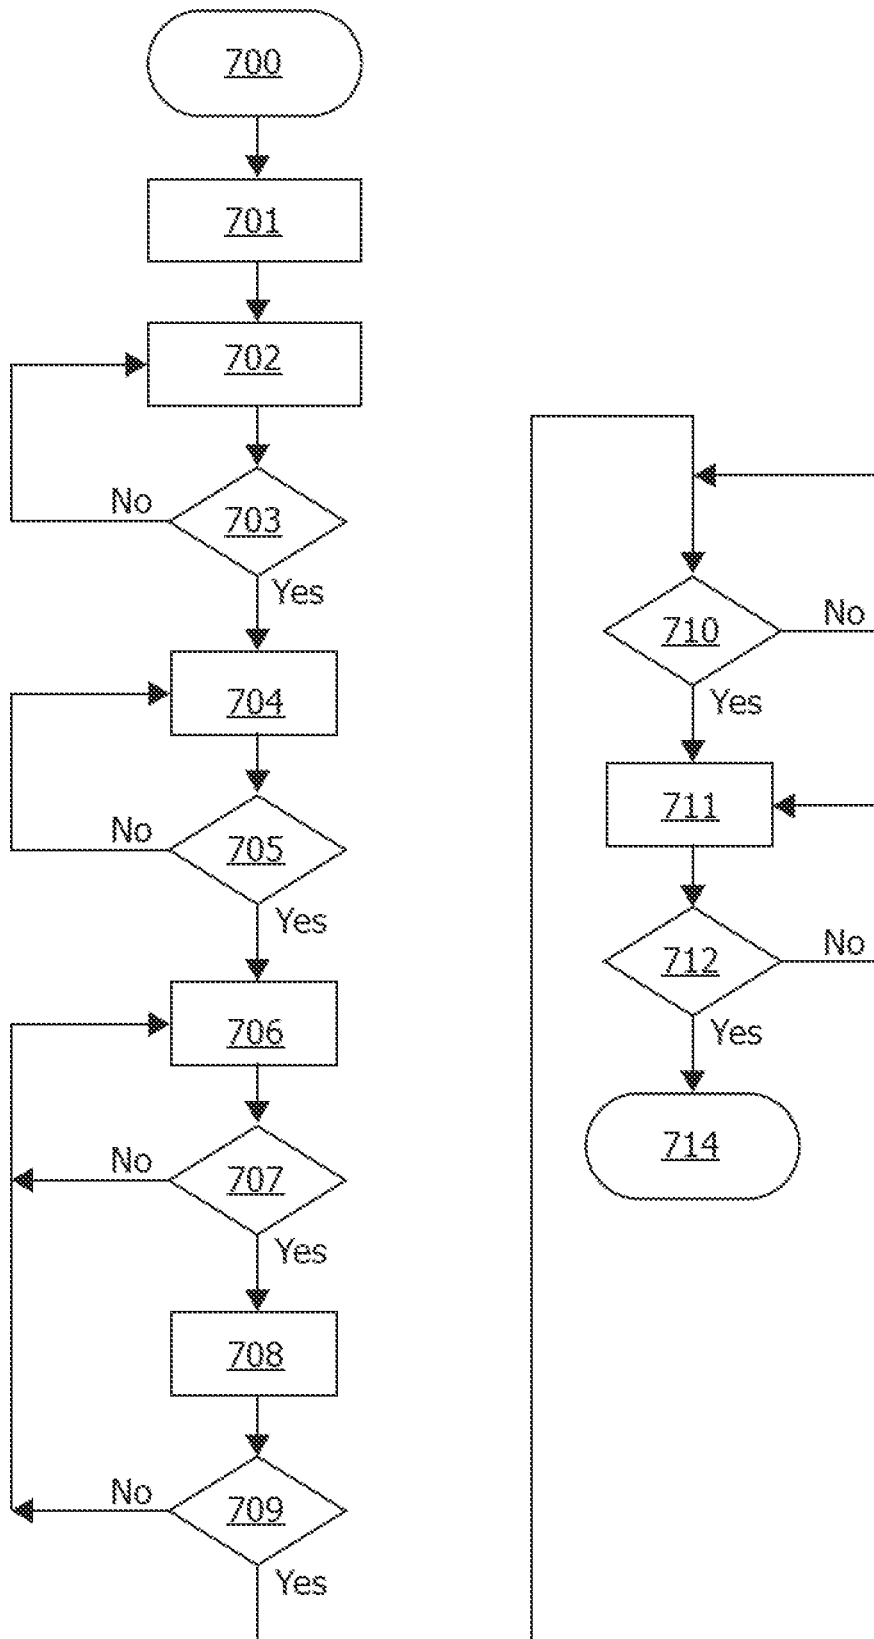 700
701
702
No
703
Yes
704
No
705
Yes
706
No
707
Yes
708
No
709
Yes
710
No
Yes
711
712
No
Yes
714